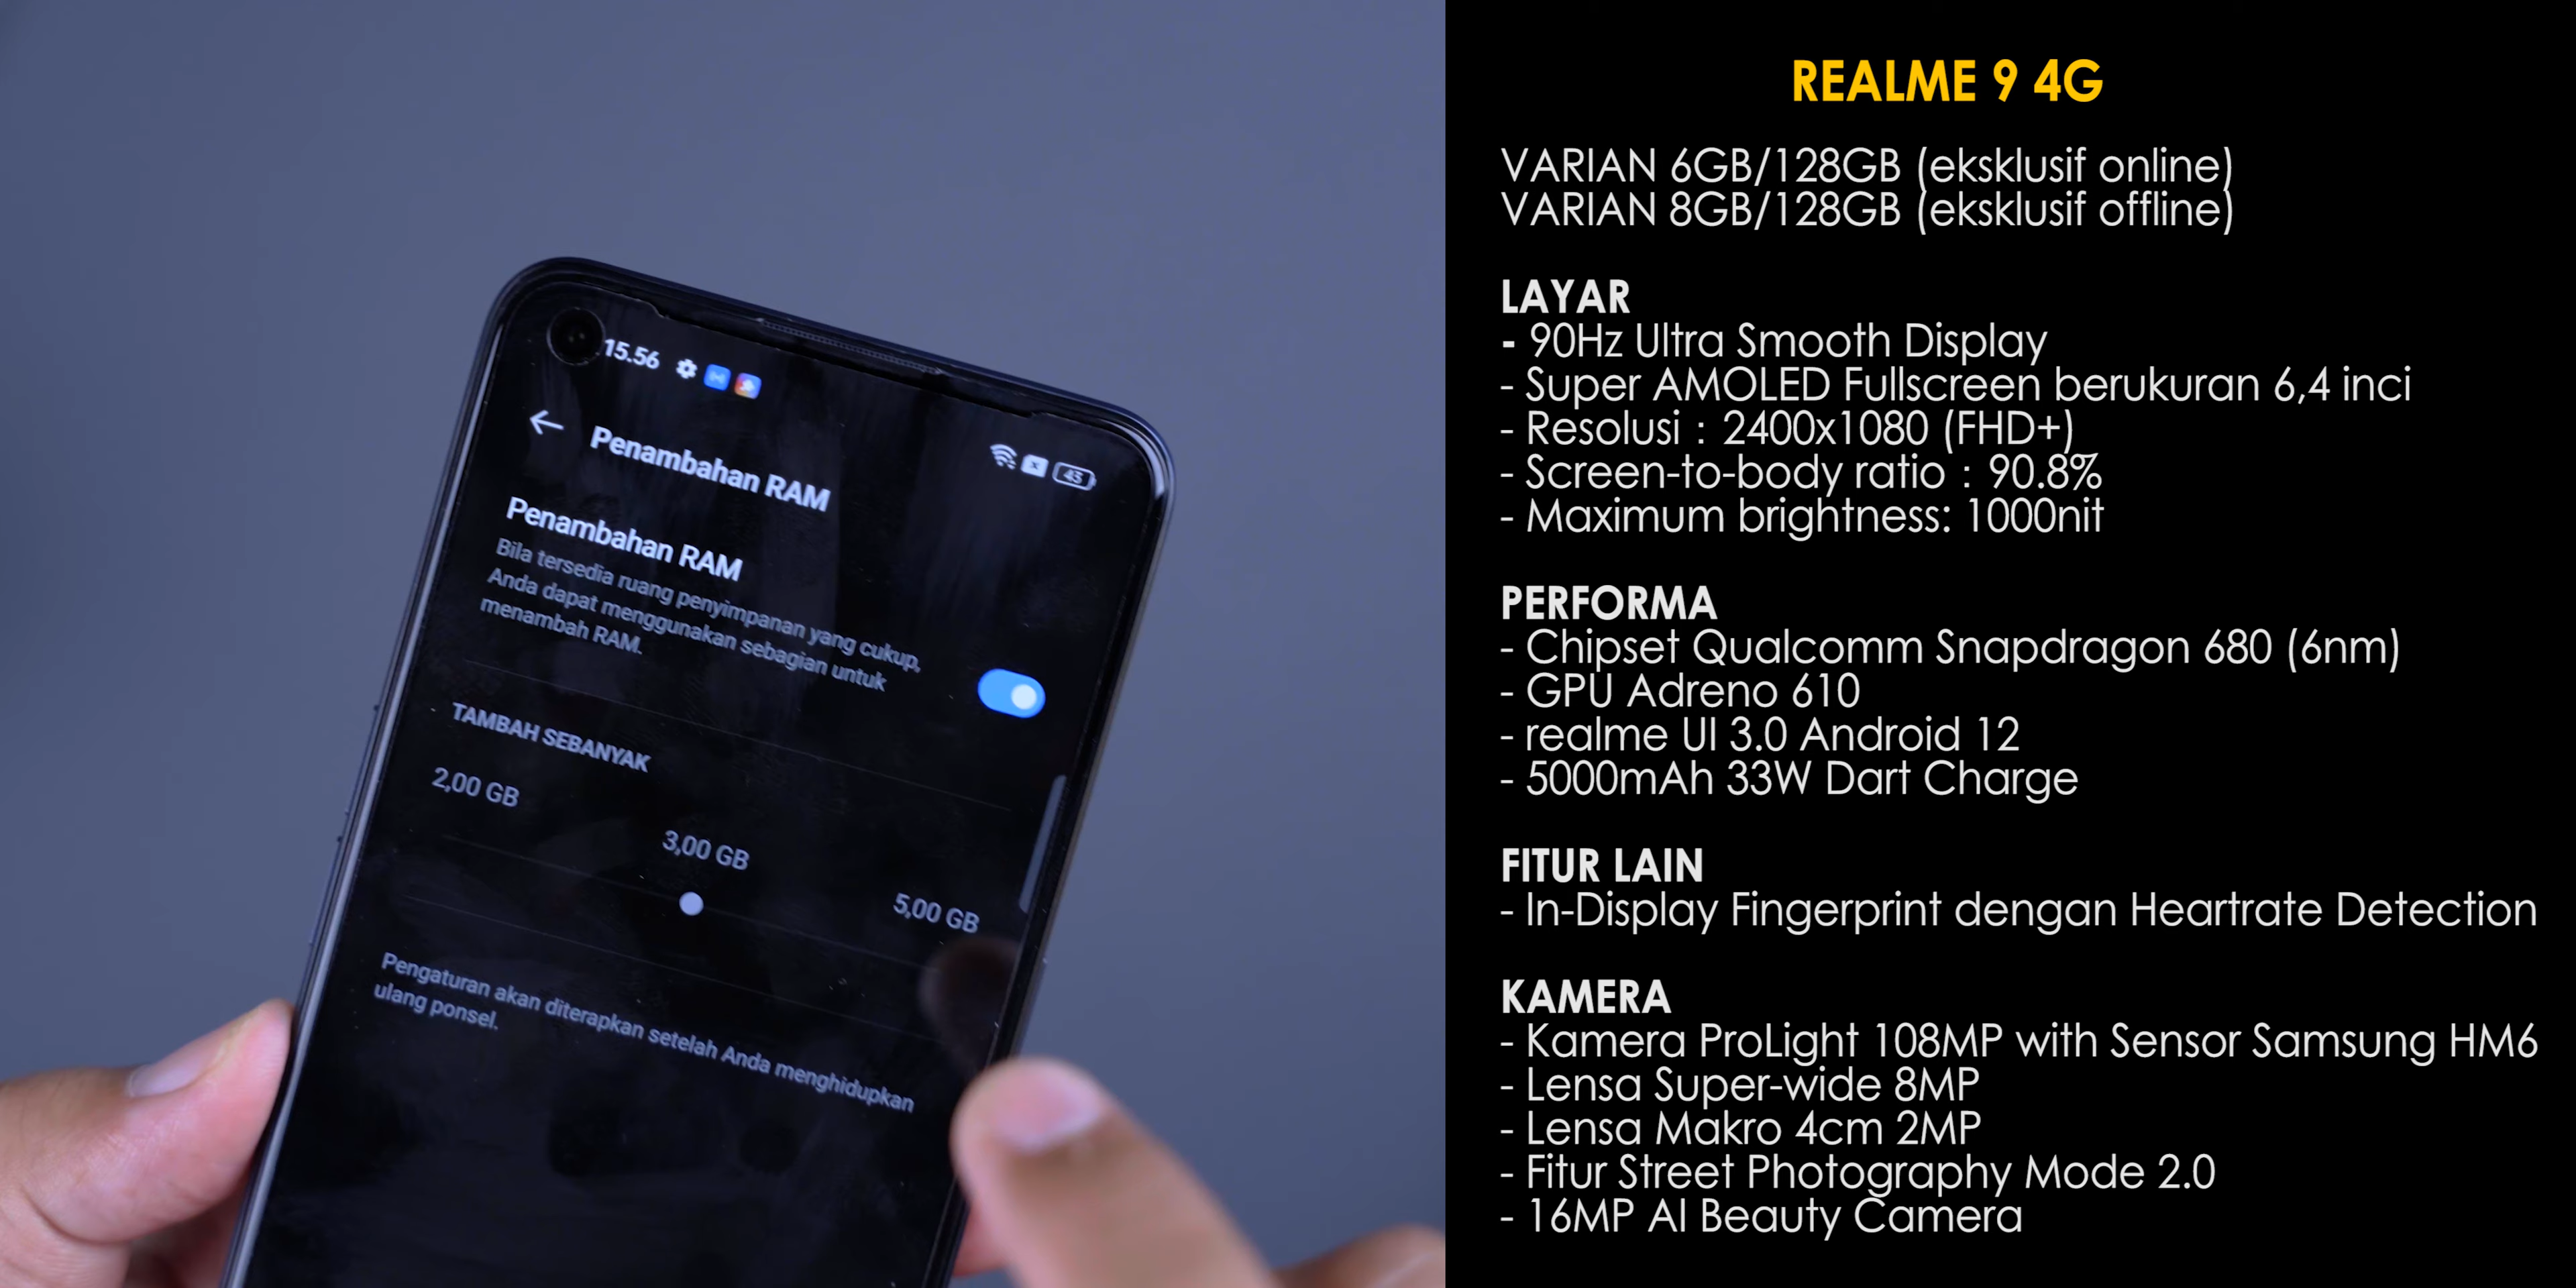 15.56
43
Penambahan RAM
Penambahan RAM
Bila tersedia ruang penyimpanan yang cukup,
Anda dapat menggunakan sebagian untuk
menambah RAM.
TAMBAH SEBANYAK
2,00 GB
3,00 GB
5,00 GB
Pengaturan akan diterapkan setelah Anda menghidupkan
ulang ponsel.
REALME 9 4G
VARIAN 6GB/128GB (eksklusif online)
VARIAN 8GB/128GB (eksklusif offline)
LAYAR
- 90Hz Ultra Smooth Display
- Super AMOLED Fullscreen berukuran 6,4 inci
- Resolusi : 2400x1080 (FHD+)
- Screen-to-body ratio : 90.8%
- Maximum brightness: 1000nit
PERFORMA
- Chipset Qualcomm Snapdragon 680 (6nm)
- GPU Adreno 610
- realme UI 3.0 Android 12
- 5000mAh 33W Dart Charge
FITUR LAIN
- In-Display Fingerprint dengan Heartrate Detection
KAMERA
- Kamera ProLight 108MP with Sensor Samsung HM6
- Lensa Super-wide 8MP
- Lensa Makro 4cm 2MP
- Fitur Street Photography Mode 2.0
- 16MP AI Beauty Camera